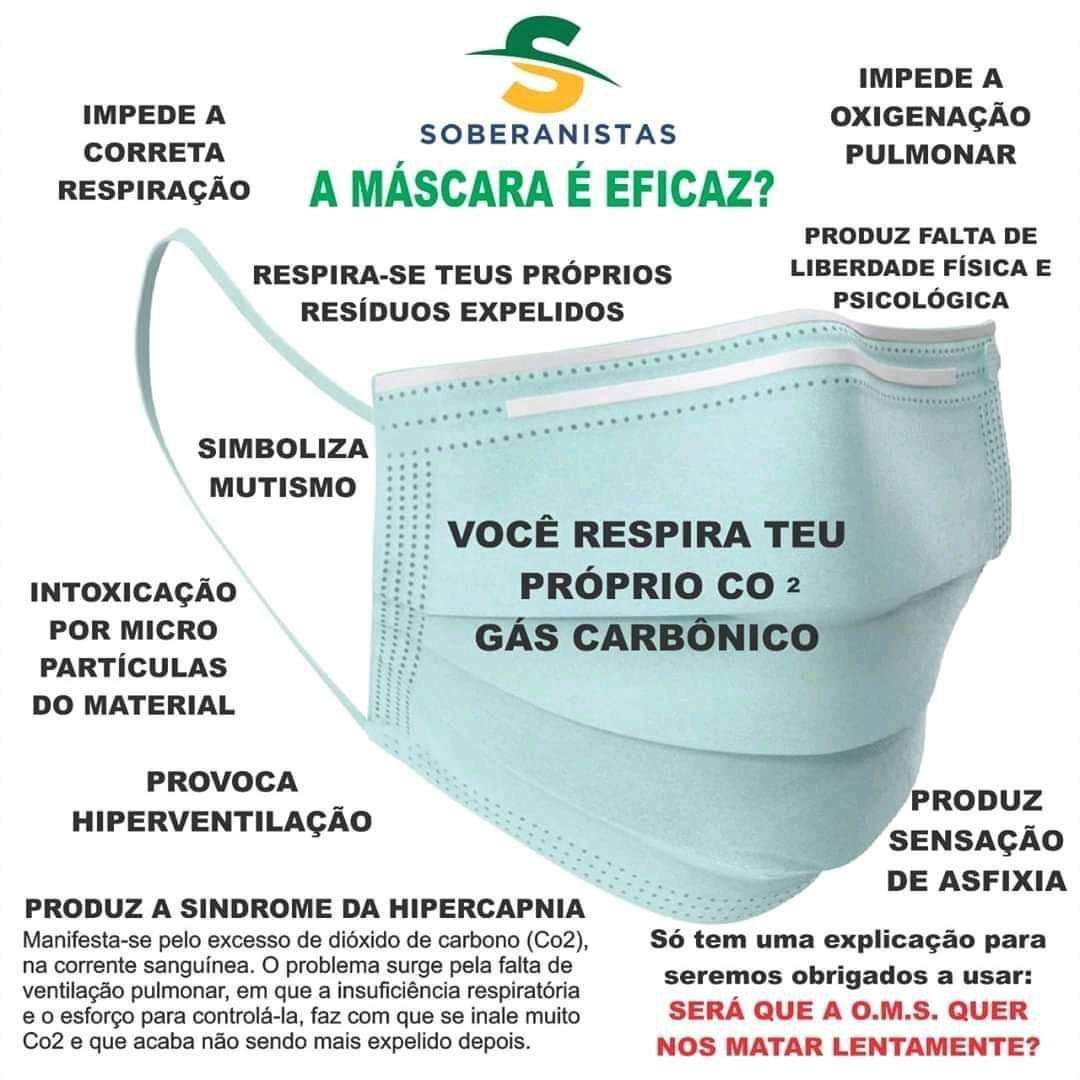 SOBERANISTAS
A MÁSCARA É EFICAZ?
IMPEDE A
CORRETA
RESPIRAÇÃO
IMPEDE A
OXIGENAÇÃO
PULMONAR
RESPIRA-SE TEUS PRÓPRIOS
RESÍDUOS EXPELIDOS
PRODUZ FALTA DE
LIBERDADE FÍSICA E
PSICOLÓGICA
SIMBOLIZA
MUTISMO
VOCÊ RESPIRA TEU
PRÓPRIO CO 2
GÁS CARBÔNICO
INTOXICAÇÃO
POR MICRO
PARTÍCULAS
DO MATERIAL
PROVOCA
HIPERVENTILAÇÃO
PRODUZ
SENSAÇÃO
DE ASFIXIA
PRODUZ A SINDROME DA HIPERCAPNIA
Manifesta-se pelo excesso de dióxido de carbono (Co2),
na corrente sanguínea. O problema surge pela falta de
ventilação pulmonar, em que a insuficiência respiratória
e o esforço para controlá-la, faz com que se inale muito
Co2 e que acaba não sendo mais expelido depois.
Só tem uma explicação para
seremos obrigados a usar:
SERÁ QUE A O.M.S. QUER
NOS MATAR LENTAMENTE?